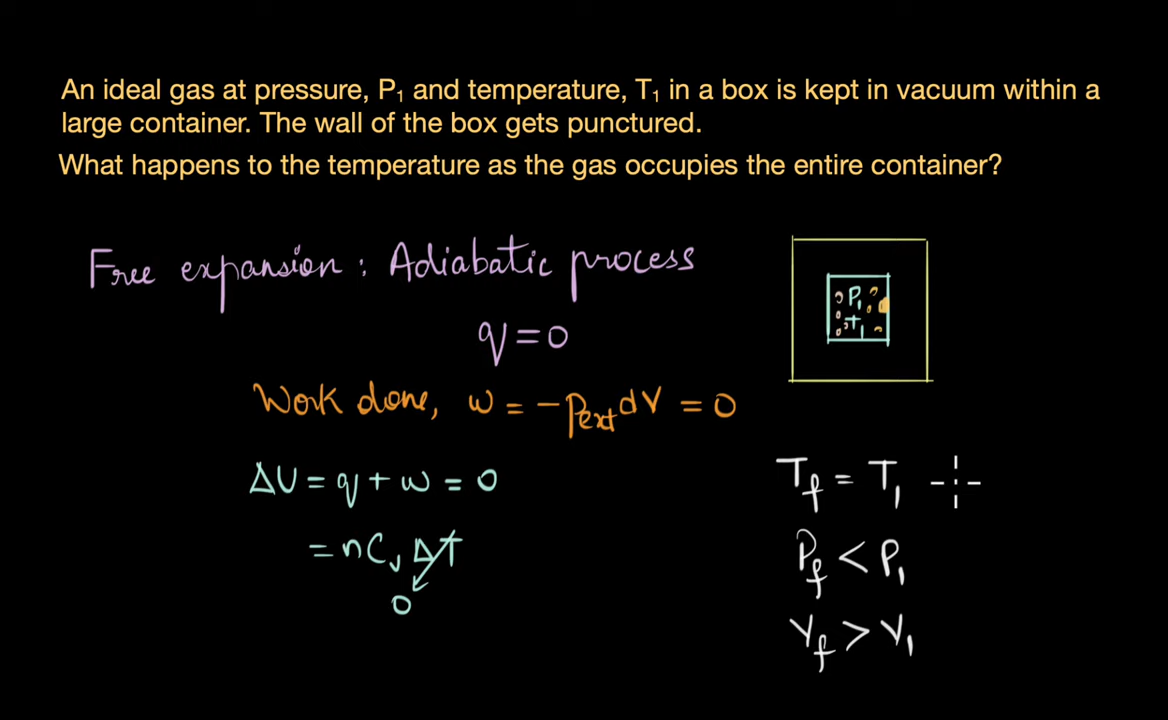 An ideal gas at pressure, P₁ and temperature, T₁ in a box is kept in vacuum within a
large container. The wall of the box gets punctured.
What happens to the temperature as the gas occupies the entire container?
Free expansion : Adiabatic process
q = 0
Work done, w = -Pext dV = 0
ΔU = q + w = 0
= nCv ΔT
0
P₁
T₁
Tf = T₁
Pf < P₁
Vf > V₁